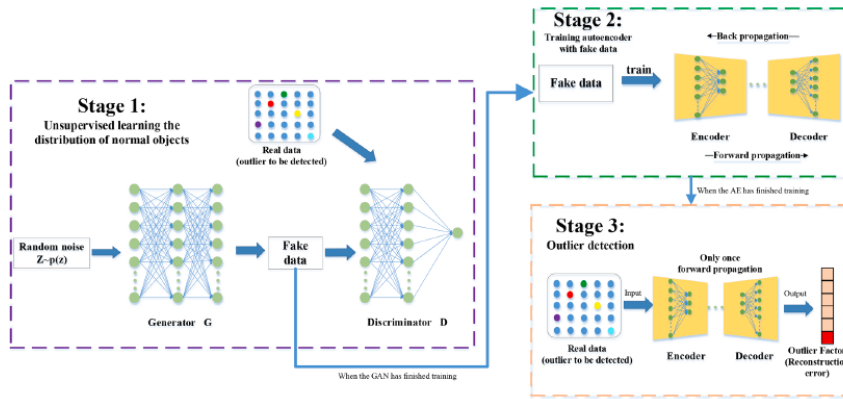 Stage 1:
Unsupervised learning the
distribution of normal objects
Real data
(outlier to be detected)
Random noise
Z~p(z)
Generator G
Fake
data
Discriminator D
When the GAN has finished training
Stage 2:
Training autoencoder
with fake data
Fake data
train
Back propagation
Encoder
Decoder
Forward propagation
When the AE has finished training
Stage 3:
Outlier detection
Only once
forward propagation
Input
Output
Real data
(outlier to be detected)
Encoder
Decoder
Outlier Factor
(Reconstruction
error)